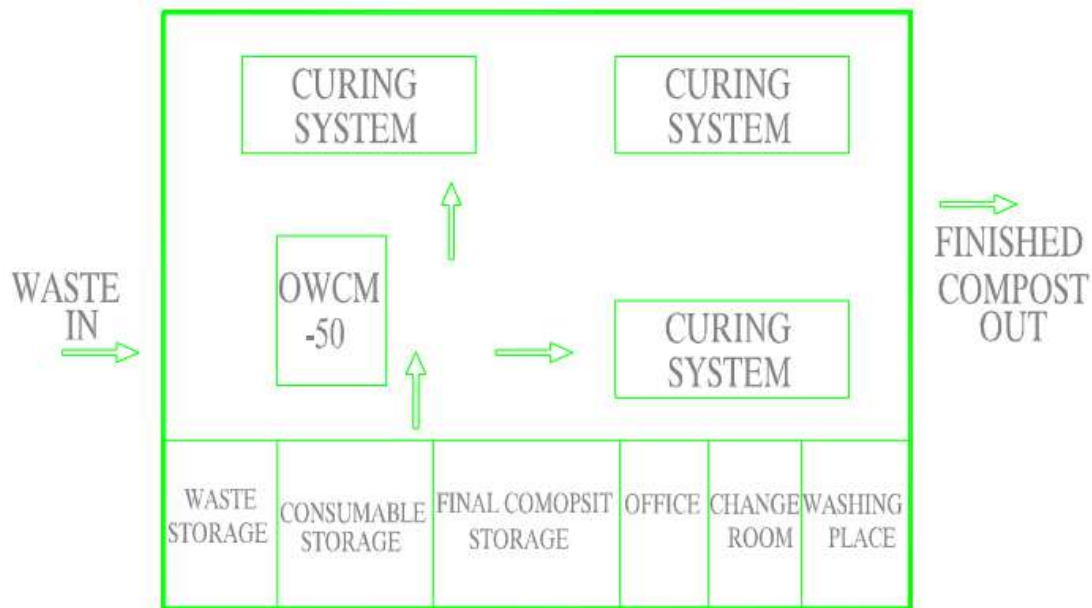 CURING
SYSTEM
CURING
SYSTEM
WASTE
IN
OWCM
-50
CURING
SYSTEM
FINISHED
COMPOST
OUT
WASTE
STORAGE
CONSUMABLE
STORAGE
FINAL COMOPSIT
STORAGE
OFFICE
CHANGE
ROOM
WASHING
PLACE